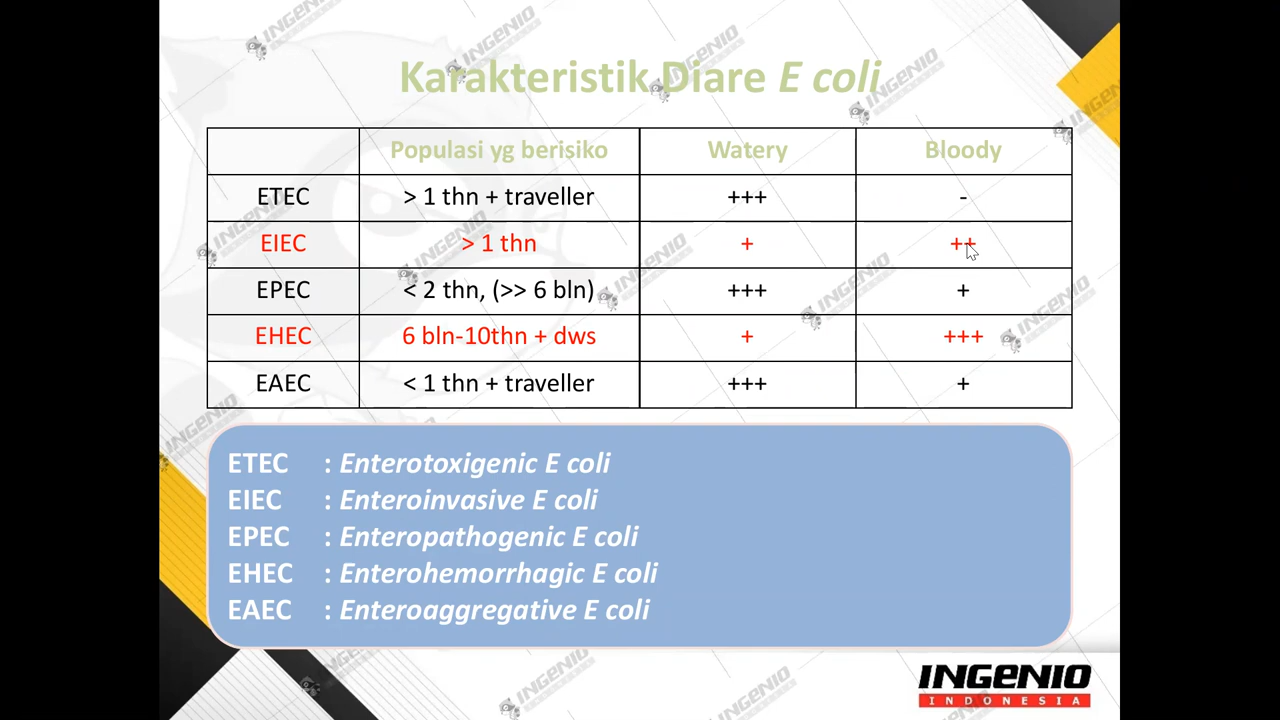 Karakteristik Diare E coli
Populasi yg berisiko Watery Bloody
ETEC > 1 thn + traveller +++ -
EIEC > 1 thn + ++
EPEC < 2 thn, (>> 6 bln) +++ +
EHEC 6 bln-10thn + dws + +++
EAEC < 1 thn + traveller +++ +
ETEC : Enterotoxigenic E coli
EIEC : Enteroinvasive E coli
EPEC : Enteropathogenic E coli
EHEC : Enterohemorrhagic E coli
EAEC : Enteroaggregative E coli
INGENIO
INDONESIA